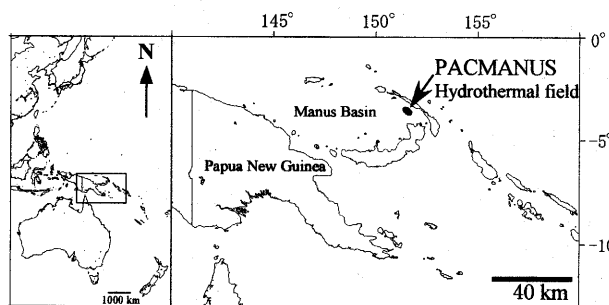 145°
150°
155°
0°
N
PACMANUS
Hydrothermal field
Manus Basin
-5°
Papua New Guinea
-10°
1000 km
40 km